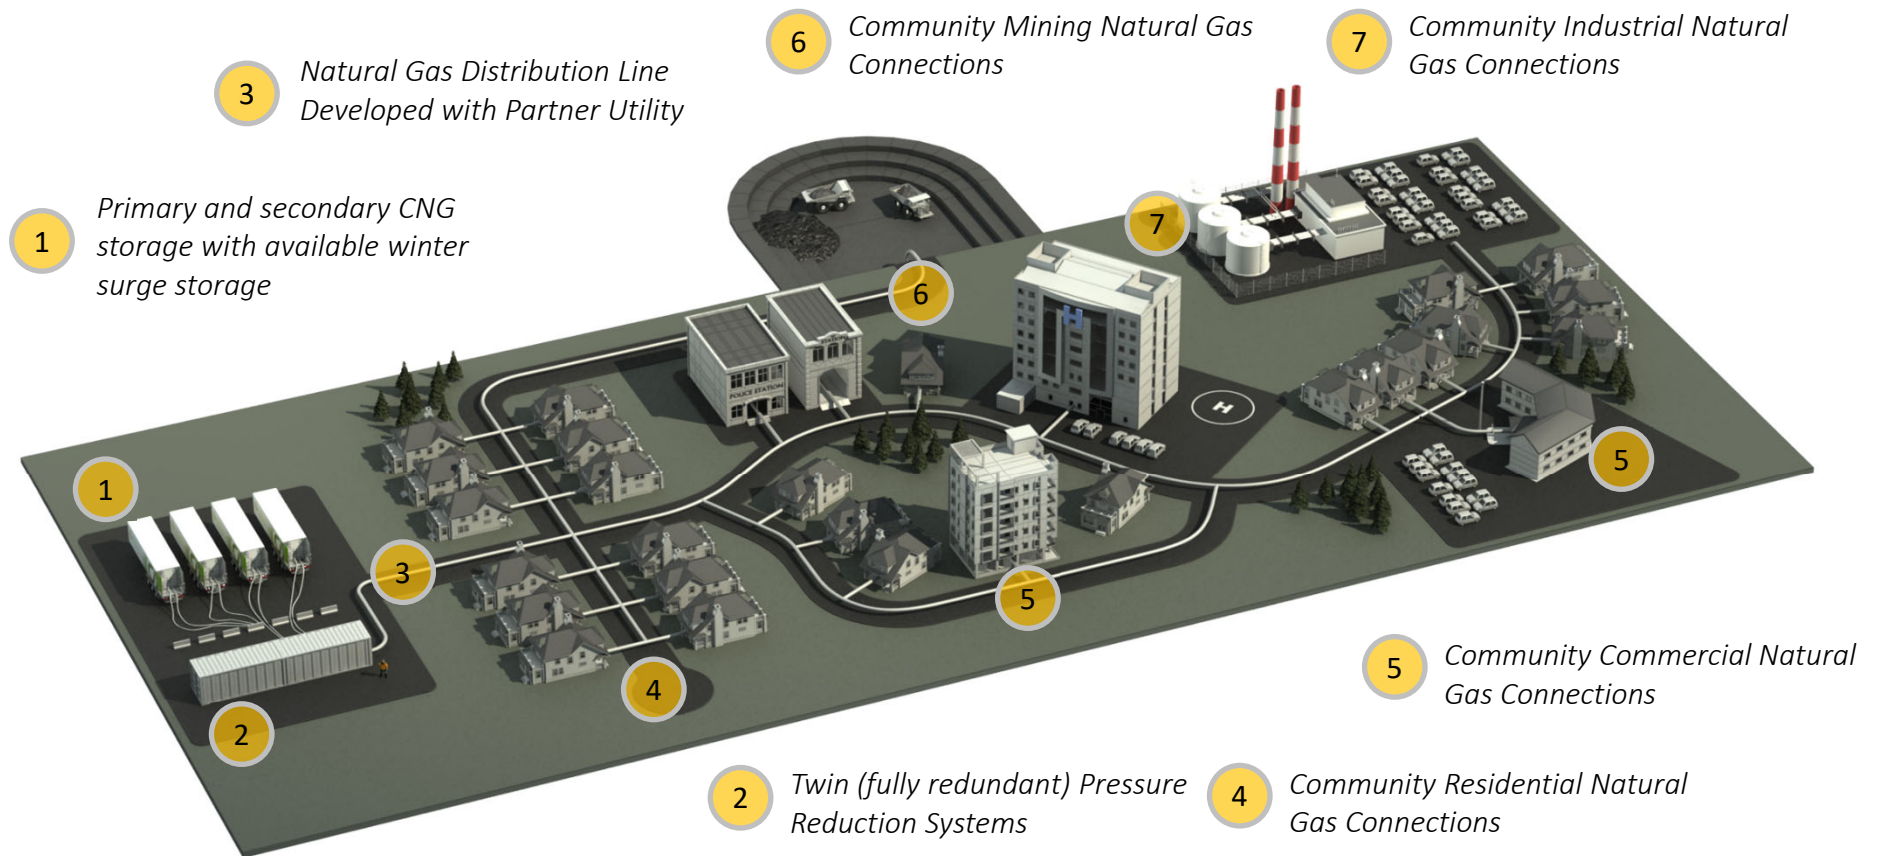 6
Community Mining Natural Gas
Connections
7
Community Industrial Natural
Gas Connections
3
Natural Gas Distribution Line
Developed with Partner Utility
1
Primary and secondary CNG
storage with available winter
surge storage
7
6
H
STATION
POLICE STATION
H
5
1
3
5
4
2
5
Community Commercial Natural
Gas Connections
2
Twin (fully redundant) Pressure
Reduction Systems
4
Community Residential Natural
Gas Connections